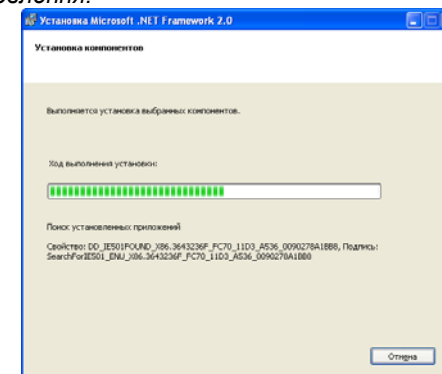 Установка Microsoft .NET Framework 2.0
Установка компонентов
Выполняется установка выбранных компонентов.
Ход выполнения установки:
Поиск установленных приложений
Свойство: DD_IE501FOUND_X86.3643236F_FC70_11D3_A536_0090278A1BB8, Подпись:
SearchForIE501_ENU_X86.3643236F_FC70_11D3_A536_0090278A1BB8
Отмена